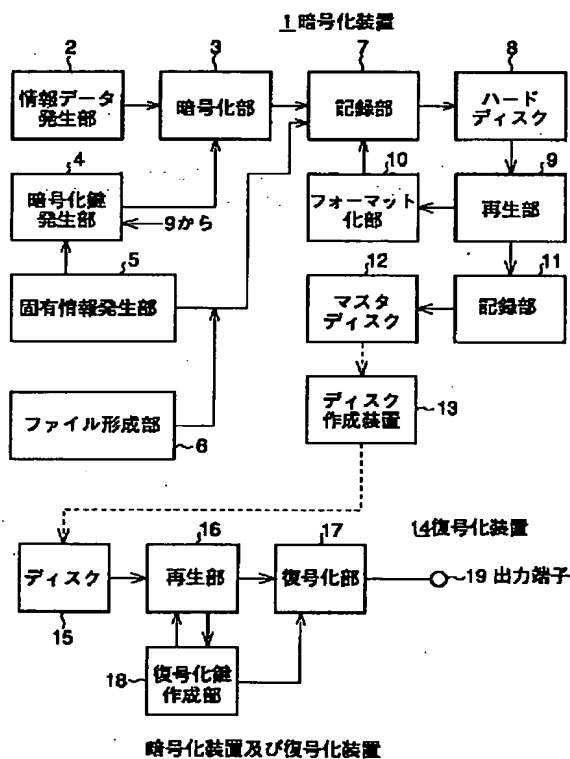 1 暗号化装置
2
3
7
8
情報データ
発生部
暗号化部
記録部
ハード
ディスク
4
10
9
暗号化鍵
発生部
9から
フォーマット
化部
再生部
5
12
11
固有情報発生部
マスタ
ディスク
記録部
ファイル形成部
6
ディスク
作成装置
13
16
17
14 復号化装置
ディスク
再生部
復号化部
19 出力端子
15
18
復号化鍵
作成部
暗号化装置及び復号化装置